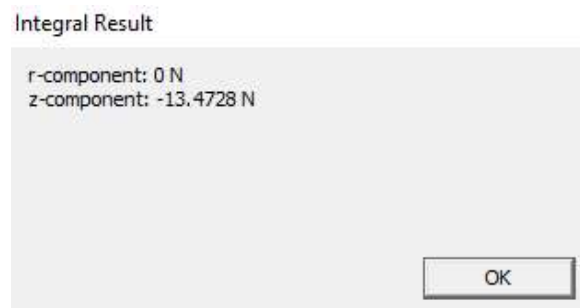 Integral Result
r-component: 0 N
z-component: -13.4728 N
OK